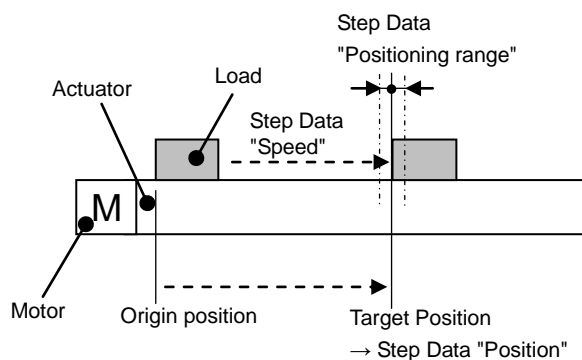 Step Data
"Positioning range"
Actuator
Load
Step Data
"Speed"
M
Motor
Origin position
Target Position
→ Step Data "Position"